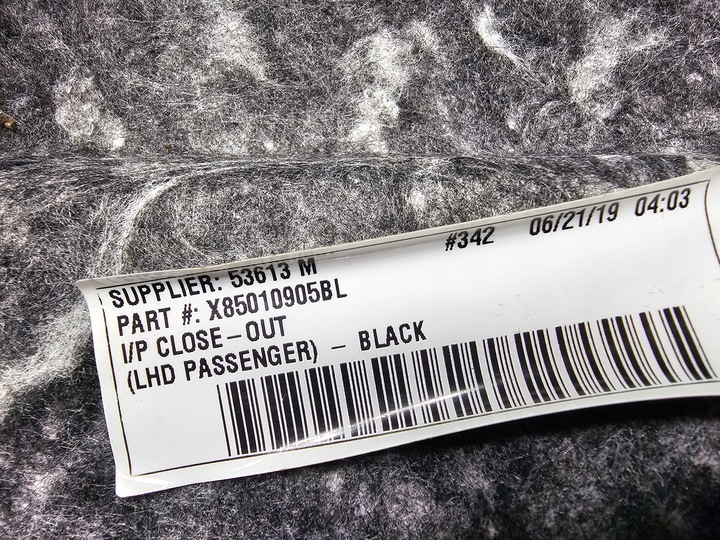 #342 06/21/19 04:03
SUPPLIER: 53613 M
PART #: X85010905BL
I/P CLOSE-OUT
(LHD PASSENGER) - BLACK